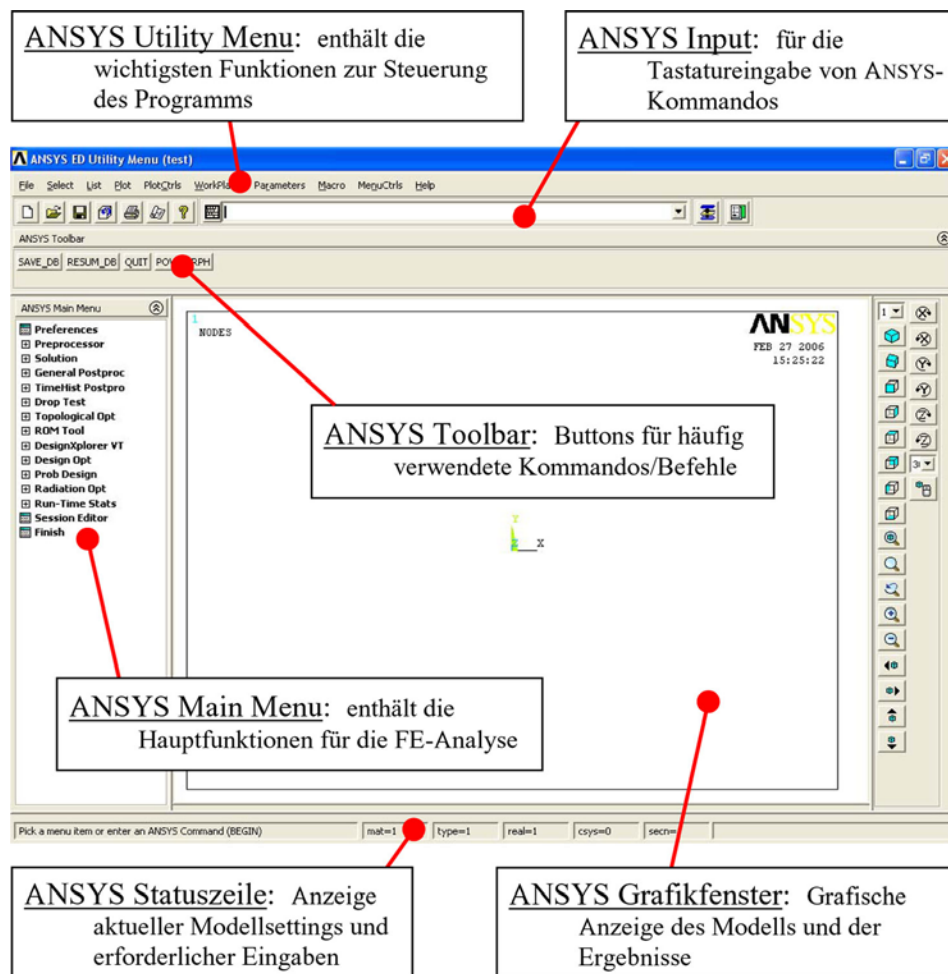 ANSYS Utility Menu: enthält die
wichtigsten Funktionen zur Steuerung
des Programms
ANSYS Input: für die
Tastatureingabe von ANSYS-
Kommandos
ANSYS ED Utility Menu (test)
File Select List Plot PlotCtrls Parameters Macro MenuCtrls Help
ANSYS Toolbar
SAVE_DB RESUM_DB QUIT
ANSYS Main Menu
Preferences
Preprocessor
Solution
General Postproc
TimeHist Postpro
Drop Test
Topological Opt
ROM Tool
DesignXplorer VT
Design Opt
Prob Design
Radiation Opt
Run-Time Stats
Session Editor
Finish
1
NODES
ANSYS
FEB 27 2006
15:25:22
1
ANSYS Toolbar: Buttons für häufig
verwendete Kommandos/Befehle
Y
X
ANSYS Main Menu: enthält die
Hauptfunktionen für die FE-Analyse
Pick a menu item or enter an ANSYS Command (BEGIN) mat=1 type=1 real=1 csys=0
ANSYS Statuszeile: Anzeige
aktueller Modellsettings und
erforderlicher Eingaben
ANSYS Grafikfenster: Grafische
Anzeige des Modells und der
Ergebnisse